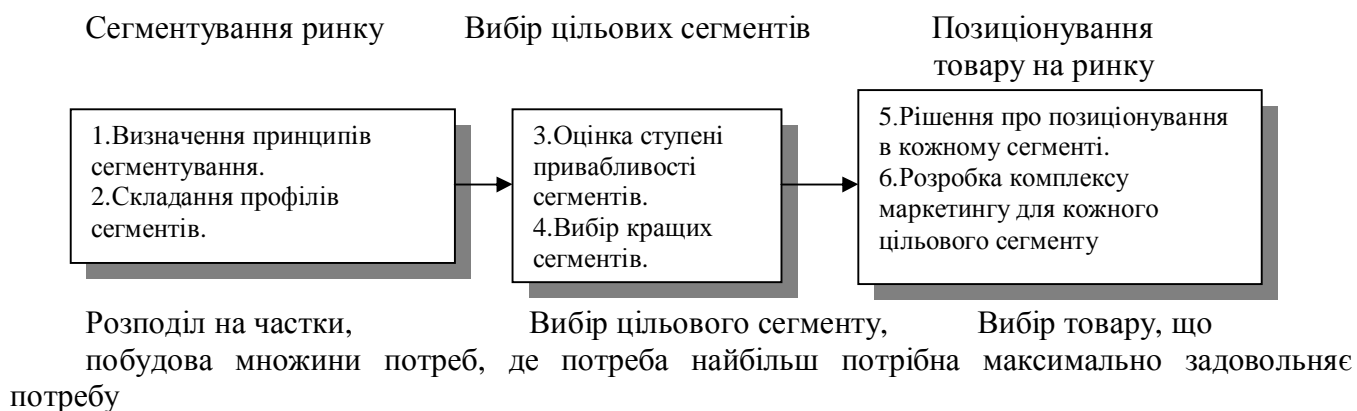 Сегментування ринку Вибір цільових сегментів Позиціонування
товару на ринку
1.Визначення принципів
сегментування.
2.Складання профілів
сегментів.
3.Оцінка ступені
привабливості
сегментів.
4.Вибір кращих
сегментів.
5.Рішення про позиціонування
в кожному сегменті.
6.Розробка комплексу
маркетингу для кожного
цільового сегменту
Розподіл на частки, Вибір цільового сегменту, Вибір товару, що
побудова множини потреб, де потреба найбільш потрібна максимально задовольняє
потребу